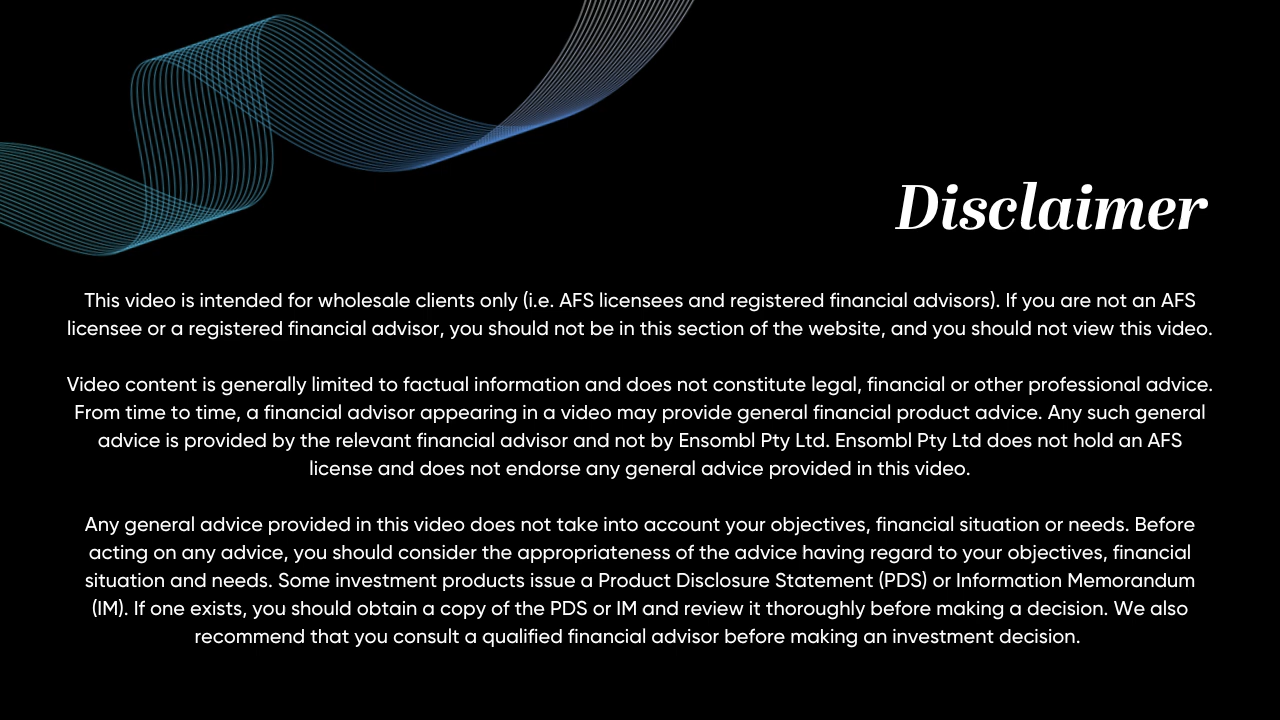 Disclaimer
This video is intended for wholesale clients only (i.e. AFS licensees and registered financial advisors). If you are not an AFS
licensee or a registered financial advisor, you should not be in this section of the website, and you should not view this video.
Video content is generally limited to factual information and does not constitute legal, financial or other professional advice.
From time to time, a financial advisor appearing in a video may provide general financial product advice. Any such general
advice is provided by the relevant financial advisor and not by Ensombl Pty Ltd. Ensombl Pty Ltd does not hold an AFS
license and does not endorse any general advice provided in this video.
Any general advice provided in this video does not take into account your objectives, financial situation or needs. Before
acting on any advice, you should consider the appropriateness of the advice having regard to your objectives, financial
situation and needs. Some investment products issue a Product Disclosure Statement (PDS) or Information Memorandum
(IM). If one exists, you should obtain a copy of the PDS or IM and review it thoroughly before making a decision. We also
recommend that you consult a qualified financial advisor before making an investment decision.